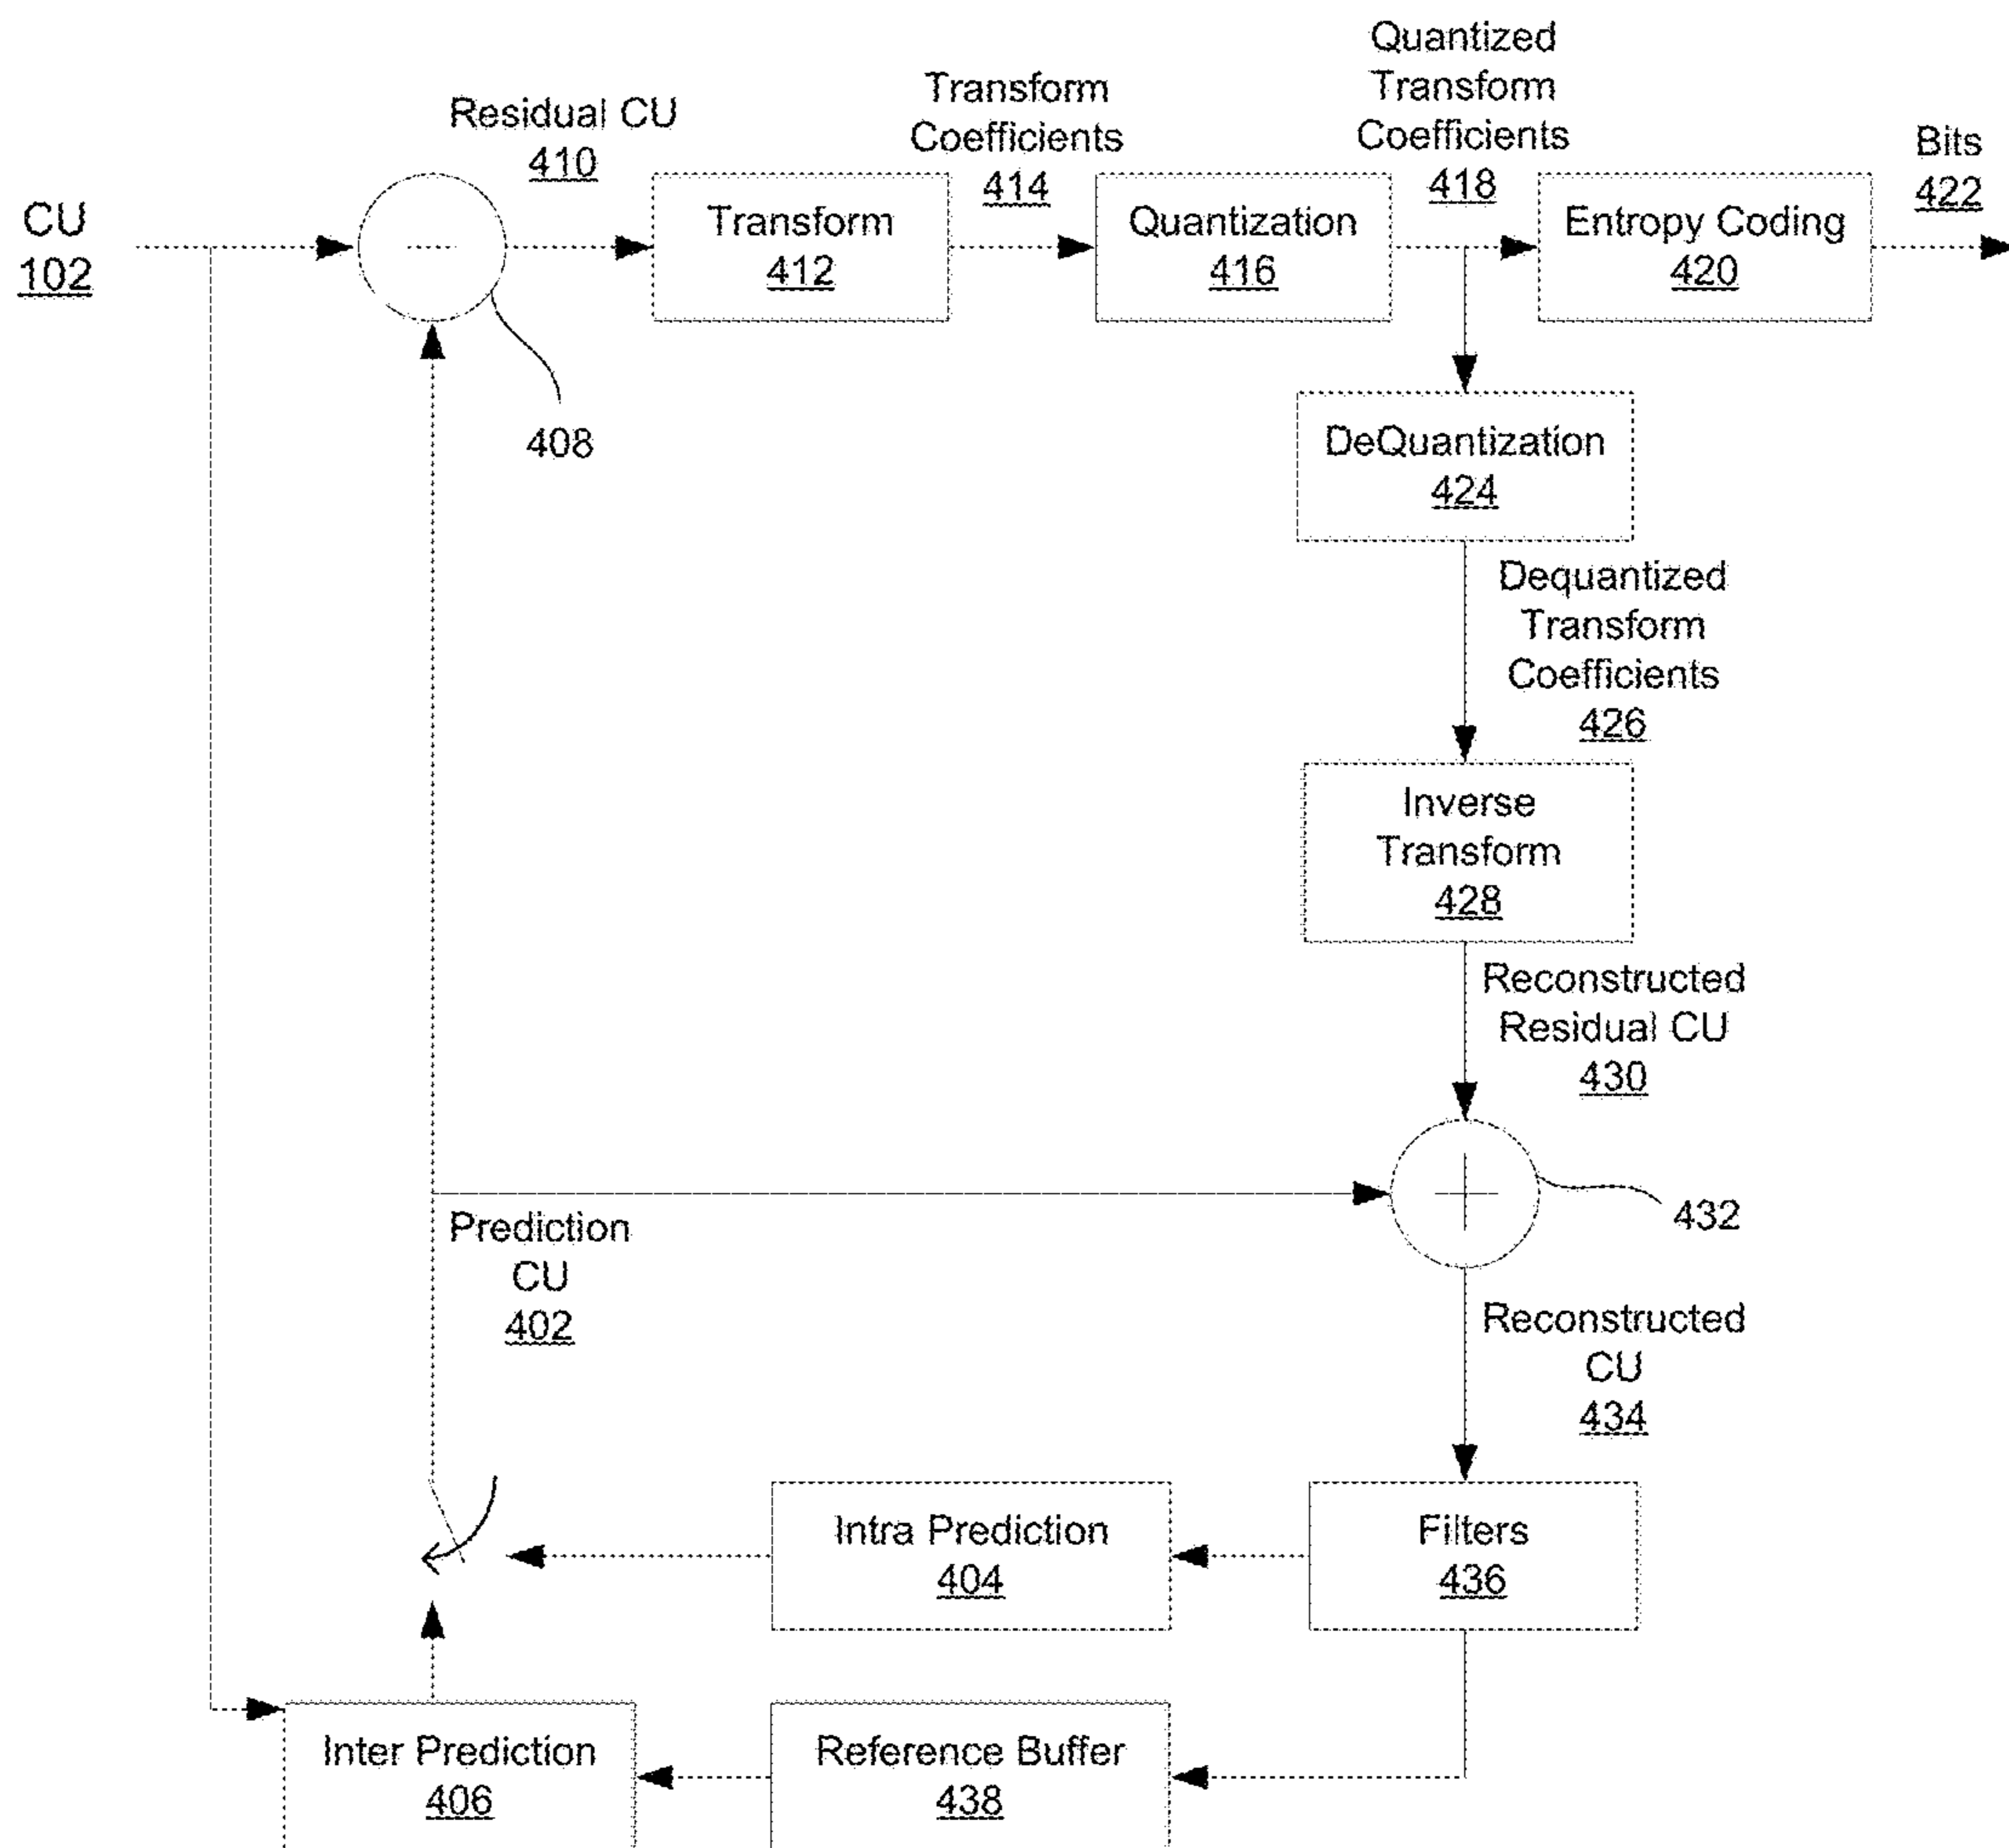 CU
102
Residual CU
410
Transform
412
Transform
Coefficients
414
Quantization
416
Quantized
Transform
Coefficients
418
Entropy Coding
420
Bits
422
408
DeQuantization
424
Dequantized
Transform
Coefficients
426
Inverse
Transform
428
Reconstructed
Residual CU
430
432
Prediction
CU
402
Reconstructed
CU
434
Intra Prediction
404
Filters
436
Inter Prediction
406
Reference Buffer
438